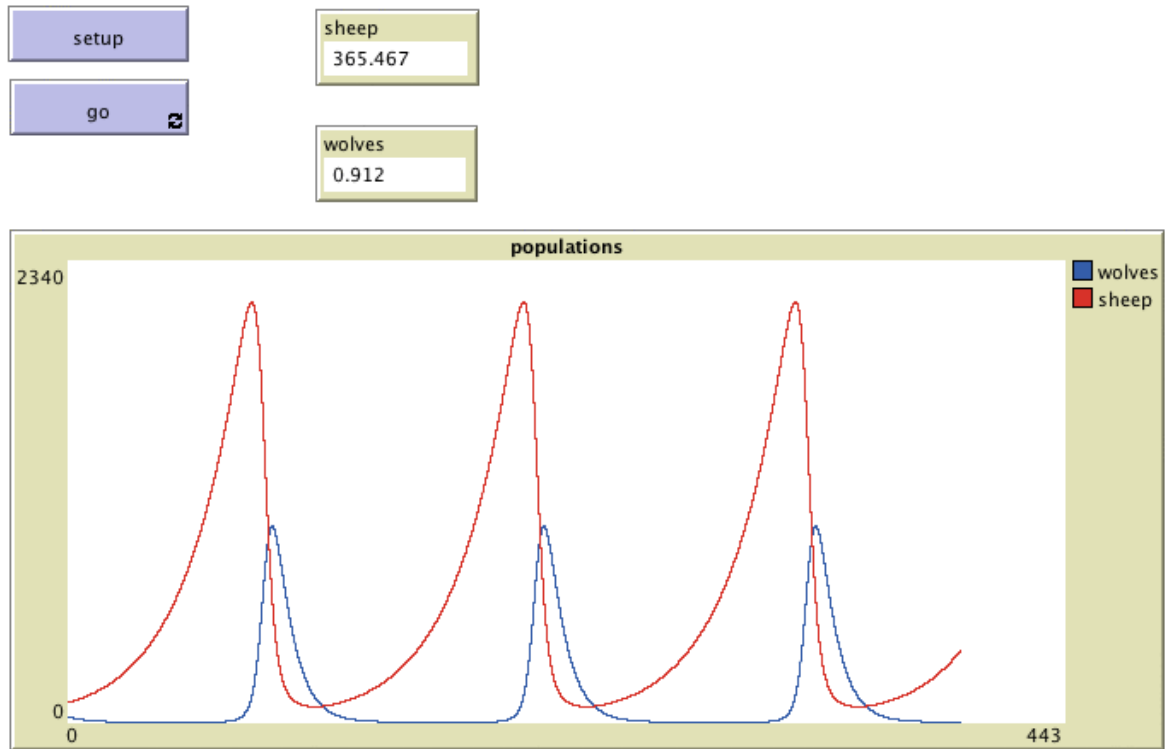 setup
go
sheep
365.467
wolves
0.912
populations
2340
0
0
443
wolves
sheep